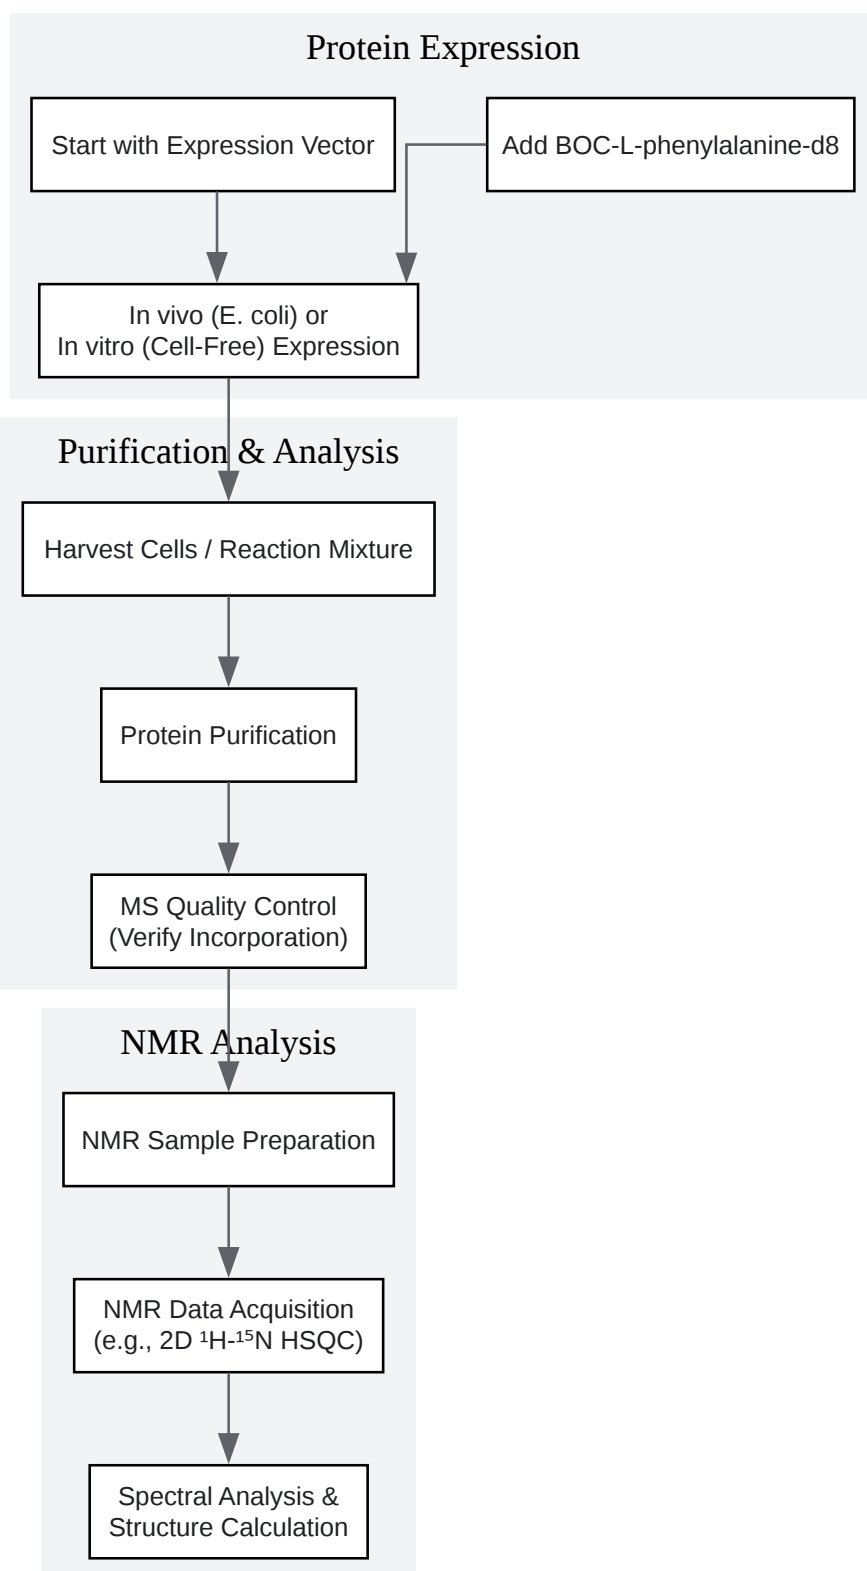 Protein Expression
Start with Expression Vector
Add BOC-L-phenylalanine-d8
In vivo (E. coli) or
In vitro (Cell-Free) Expression
Purification & Analysis
Harvest Cells / Reaction Mixture
Protein Purification
MS Quality Control
(Verify Incorporation)
NMR Analysis
NMR Sample Preparation
NMR Data Acquisition
(e.g., 2D ¹H-¹⁵N HSQC)
Spectral Analysis &
Structure Calculation